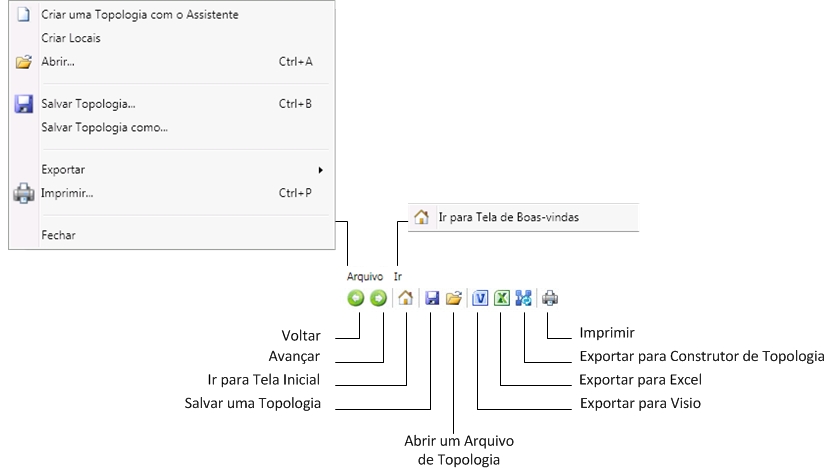 Criar uma Topologia com o Assistente
Criar Locais
Abrir... Ctrl+A
Salvar Topologia... Ctrl+B
Salvar Topologia como...
Exportar
Imprimir... Ctrl+P
Fechar
Ir para Tela de Boas-vindas
Arquivo Ir
Voltar
Avançar
Ir para Tela Inicial
Salvar uma Topologia
Abrir um Arquivo
de Topologia
Imprimir
Exportar para Construtor de Topologia
Exportar para Excel
Exportar para Visio